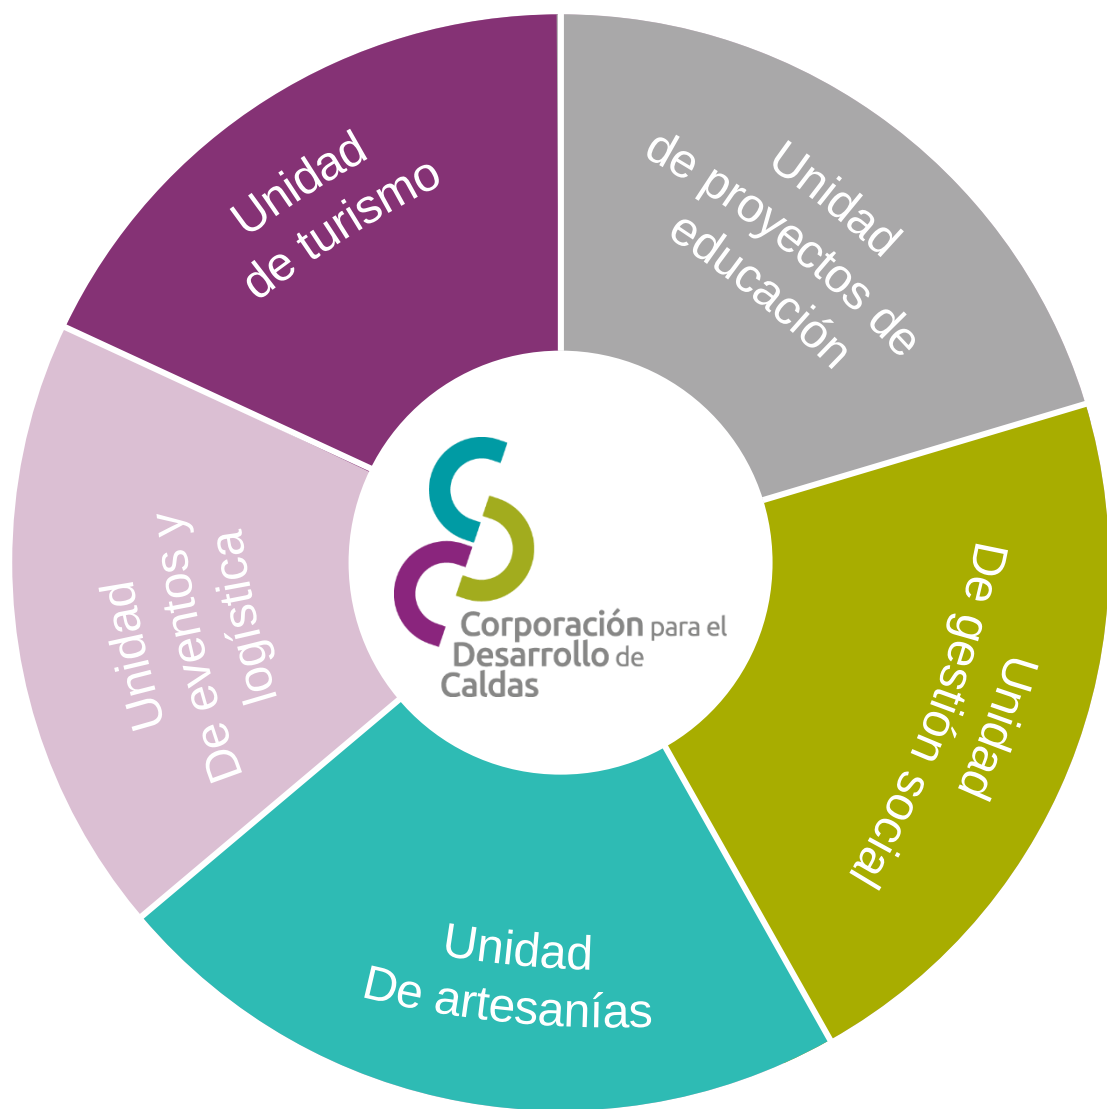 Unidad
de turismo
Unidad
de proyectos de
educación
Unidad
De gestión social
Unidad
De artesanías
Unidad
De eventos y
logística
Corporación para el
Desarrollo de
Caldas